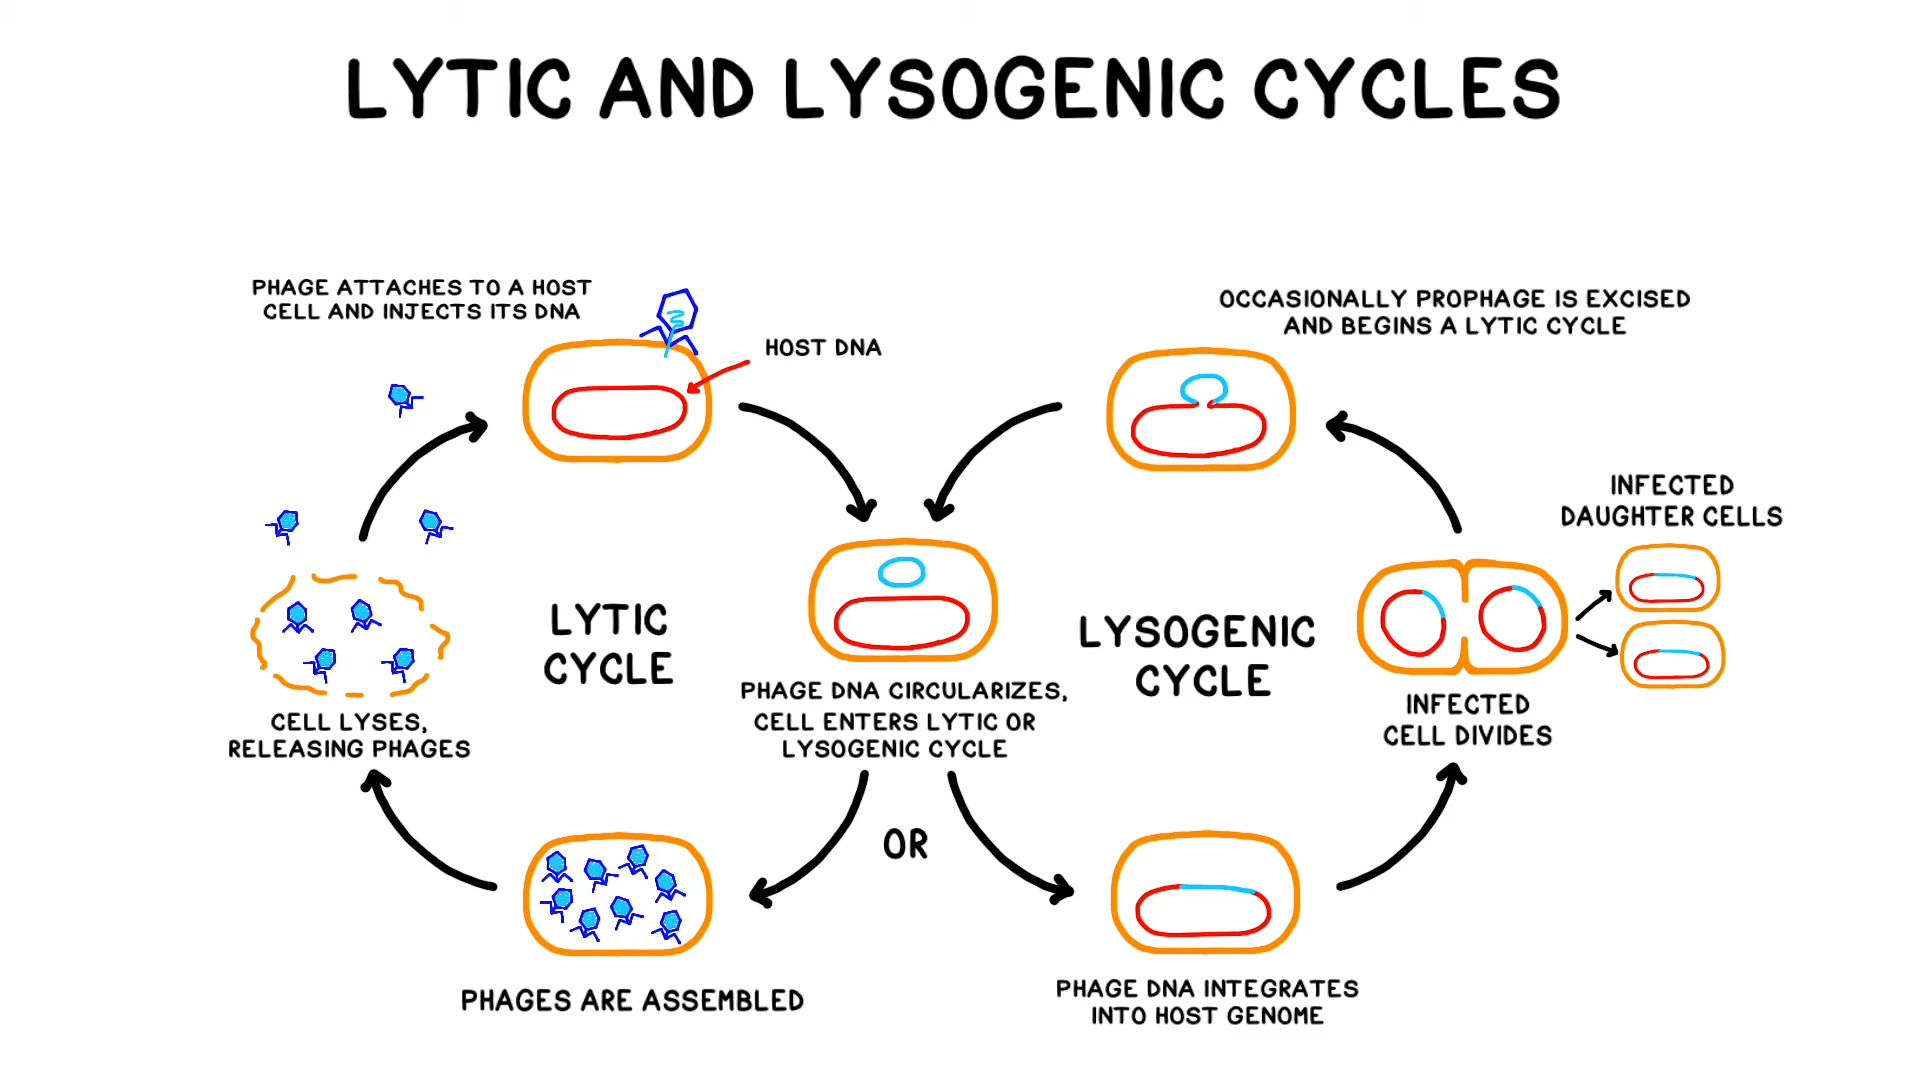 LYTIC AND LYSOGENIC CYCLES
PHAGE ATTACHES TO A HOST
CELL AND INJECTS ITS DNA
HOST DNA
OCCASIONALLY PROPHAGE IS EXCISED
AND BEGINS A LYTIC CYCLE
INFECTED
DAUGHTER CELLS
LYTIC
CYCLE
LYSOGENIC
CYCLE
CELL LYSES,
RELEASING PHAGES
PHAGE DNA CIRCULARIZES,
CELL ENTERS LYTIC OR
LYSOGENIC CYCLE
INFECTED
CELL DIVIDES
OR
PHAGES ARE ASSEMBLED
PHAGE DNA INTEGRATES
INTO HOST GENOME